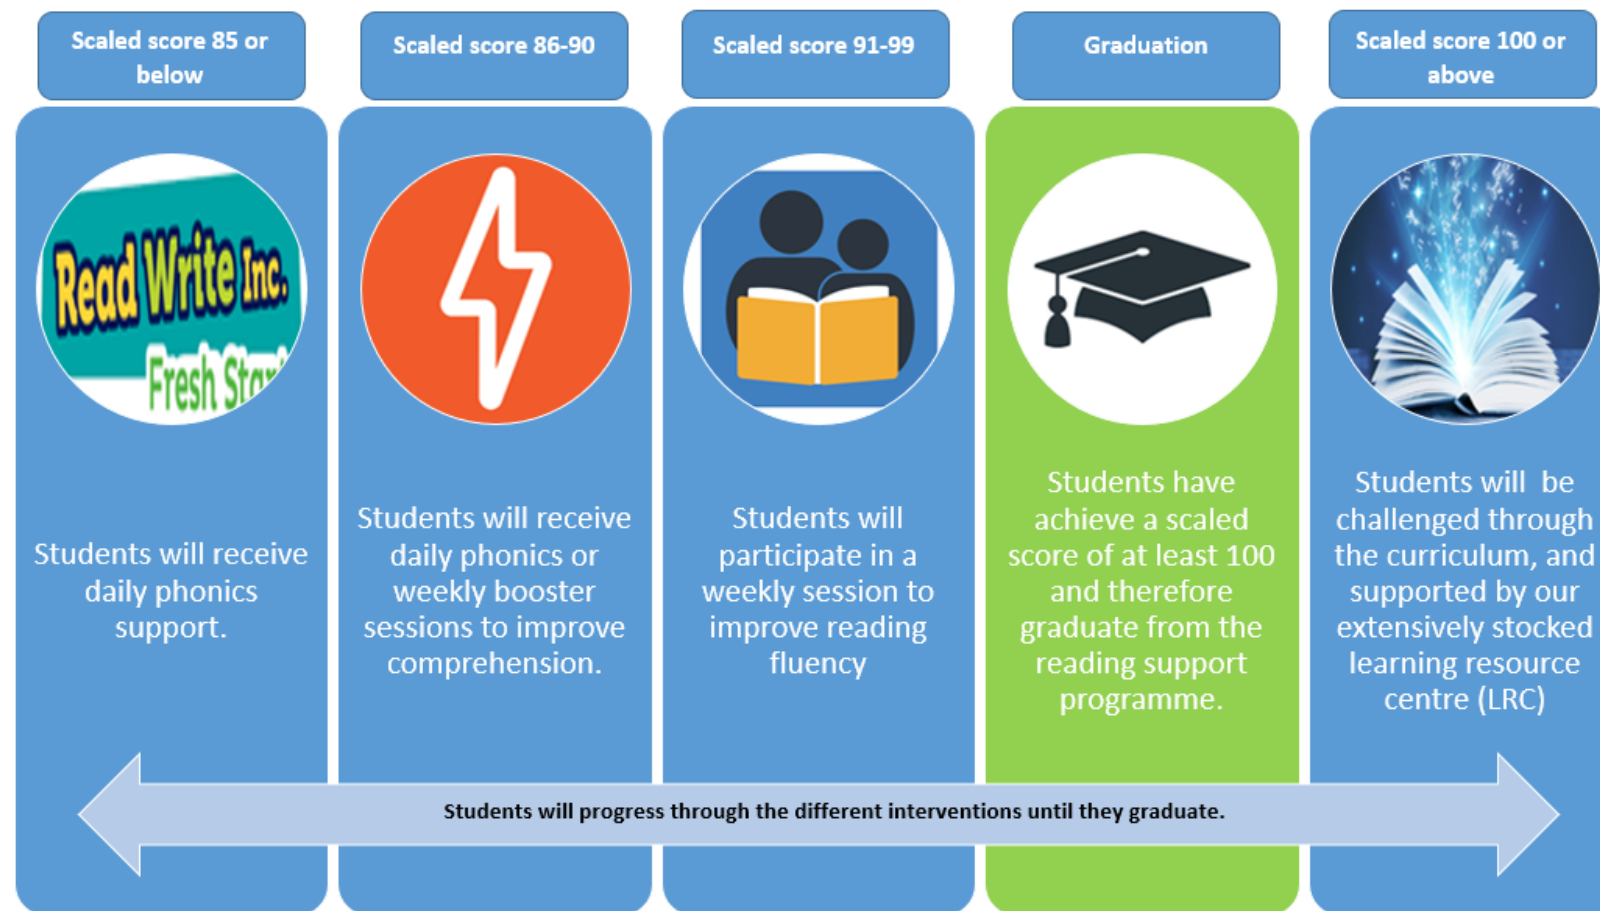 Scaled score 85 or
below
Scaled score 86-90
Scaled score 91-99
Graduation
Scaled score 100 or
above
Read Write Inc.
Fresh
Students will receive
daily phonics
support.
Students will receive
daily phonics or
weekly booster
sessions to improve
comprehension.
Students will
participate in a
weekly session to
improve reading
fluency
Students have
achieve a scaled
score of at least 100
and therefore
graduate from the
reading support
programme.
Students will  be
challenged through
the curriculum, and
supported by our
extensively stocked
learning resource
centre (LRC)
Students will progress through the different interventions until they graduate.